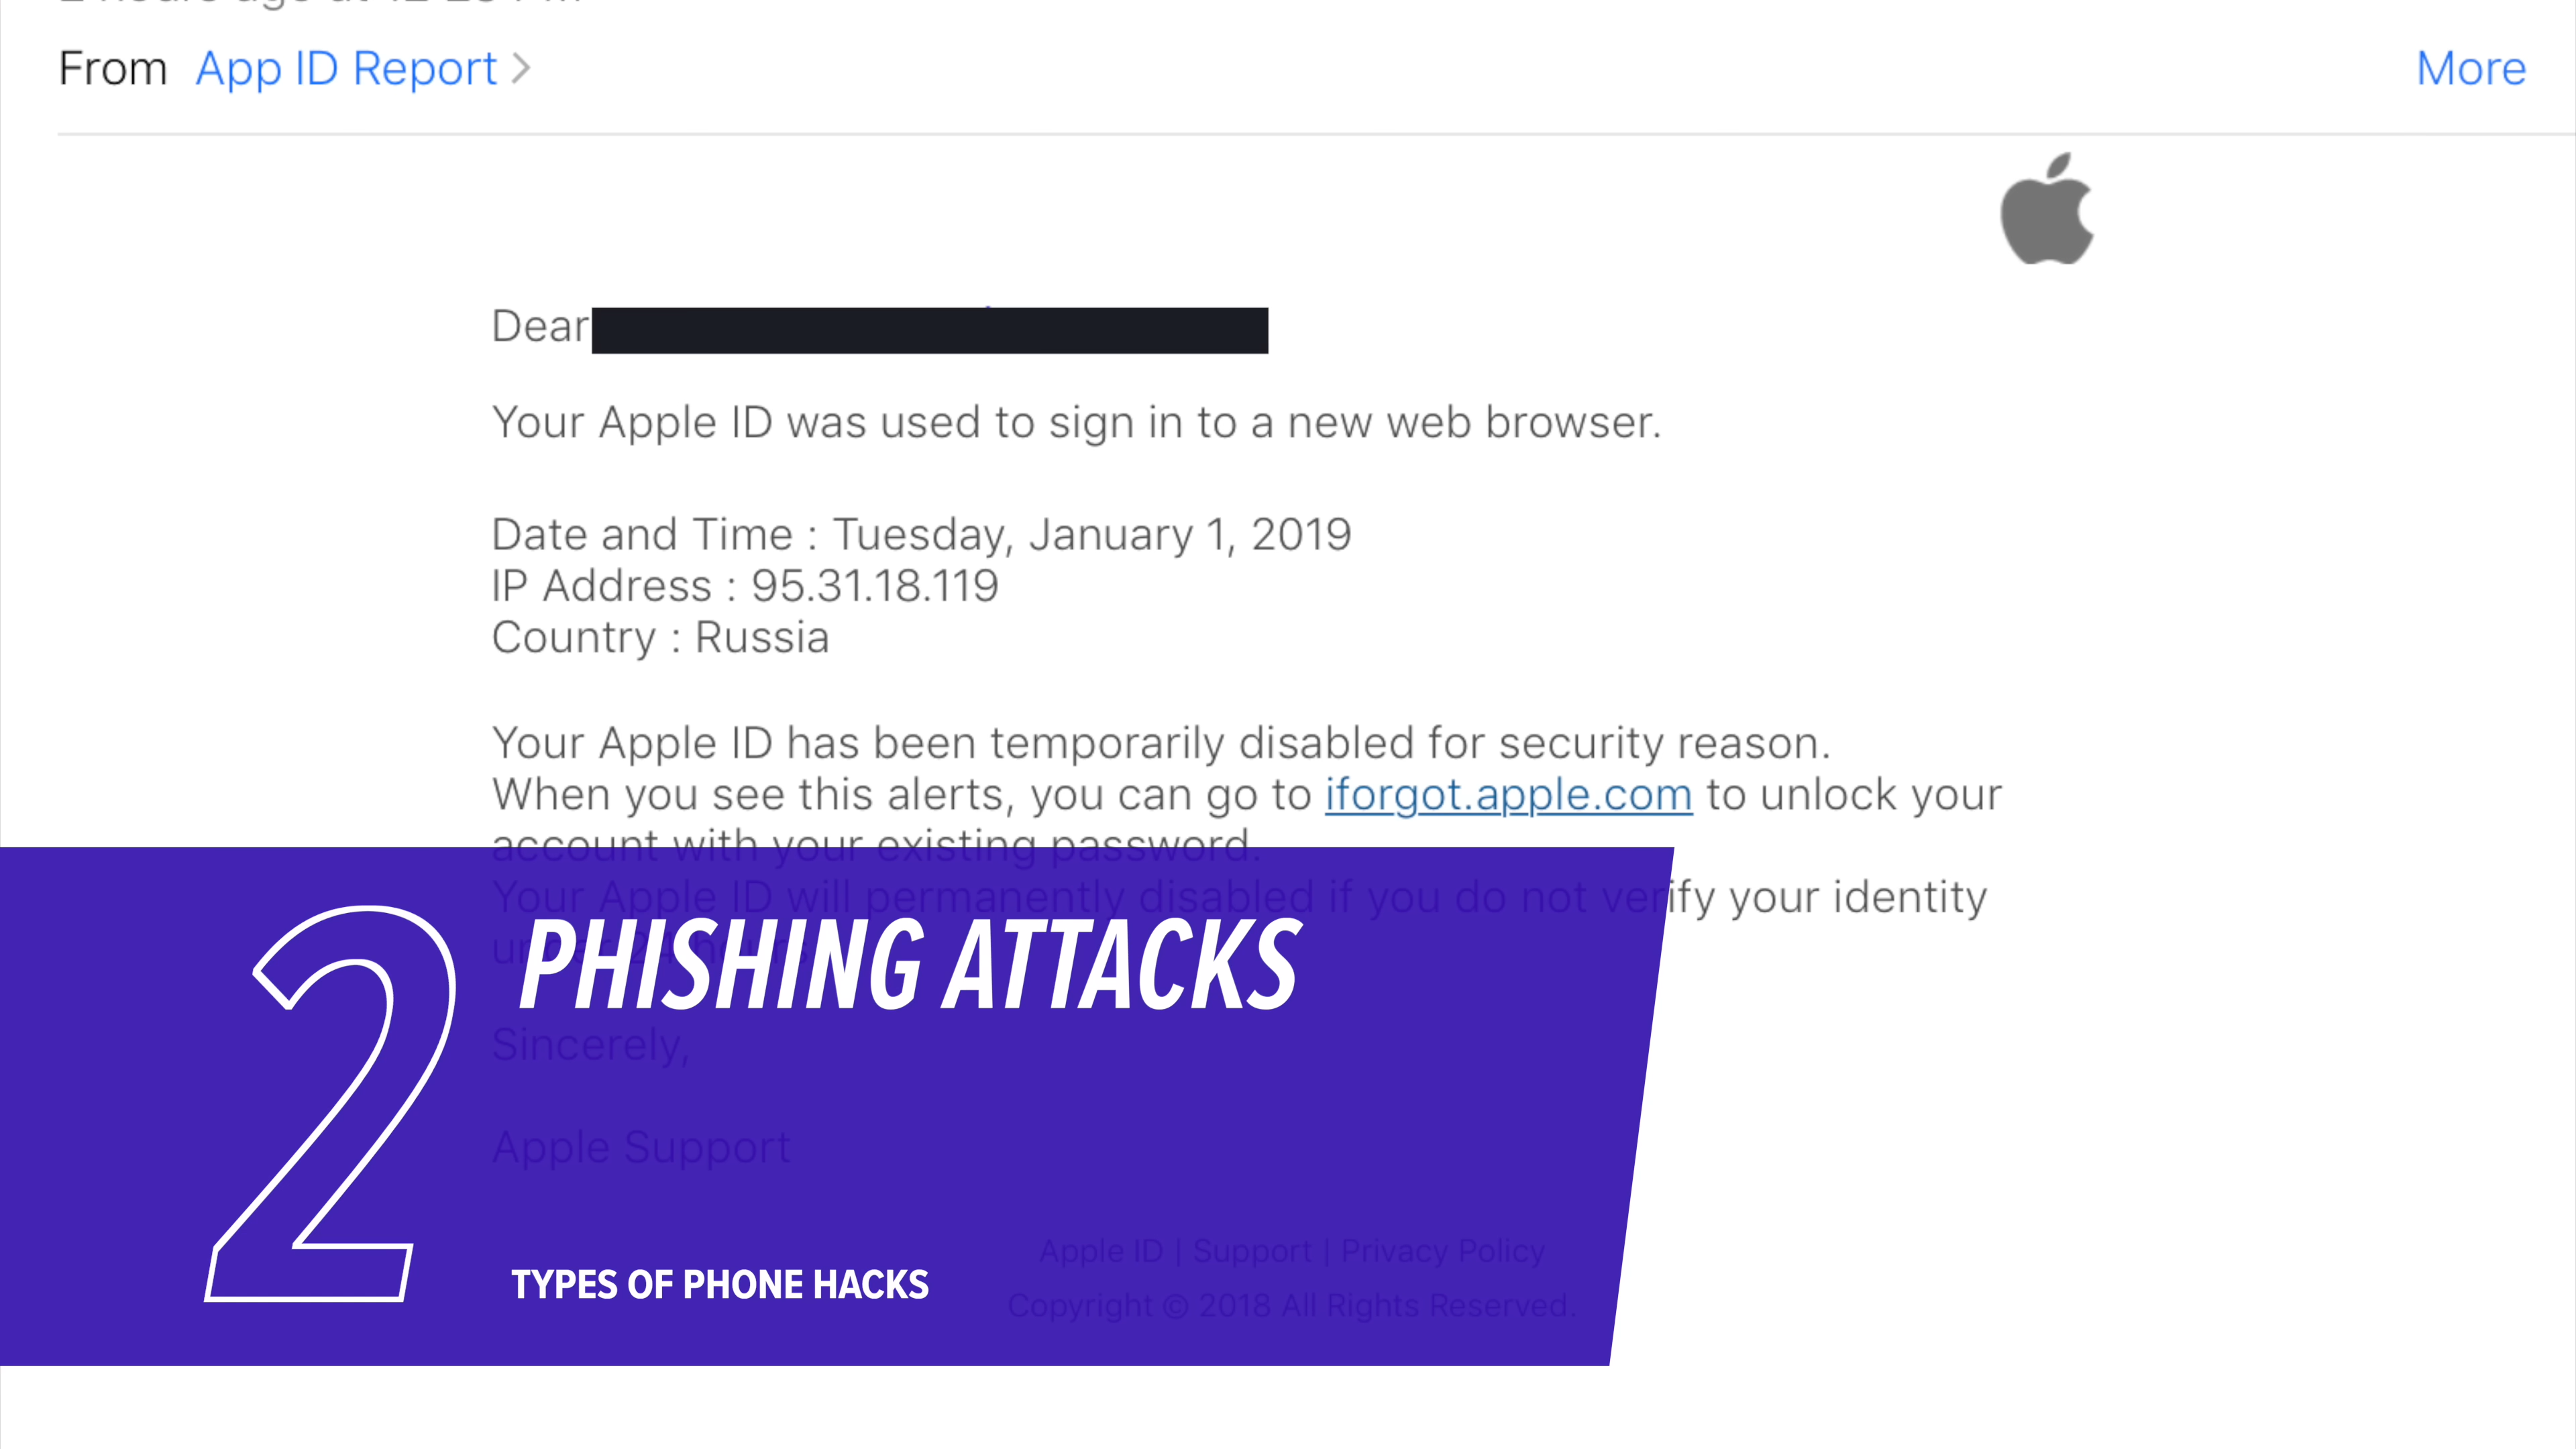 From App ID Report > More
Dear
Your Apple ID was used to sign in to a new web browser.
Date and Time : Tuesday, January 1, 2019
IP Address : 95.31.18.119
Country : Russia
Your Apple ID has been temporarily disabled for security reason.
When you see this alerts, you can go to iforgot.apple.com to unlock your
account with your existing password.
Your Apple ID will permanently disabled if you do not verify your identity
2
PHISHING ATTACKS
Sincerely,
Apple Support
Apple ID | Support | Privacy Policy
TYPES OF PHONE HACKS
Copyright © 2018 All Rights Reserved.